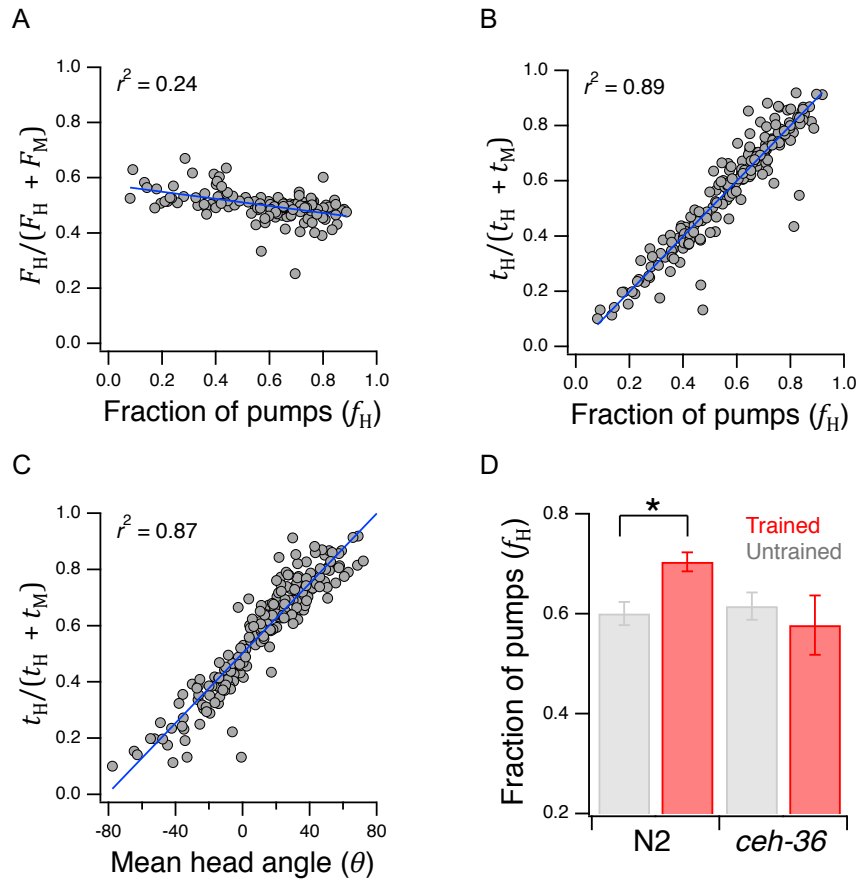 A
r² = 0.24
F_H/(F_H + F_M)
1.0
0.8
0.6
0.4
0.2
0.0
0.0 0.2 0.4 0.6 0.8 1.0
Fraction of pumps (f_H)
B
r² = 0.89
t_H/(t_H + t_M)
1.0
0.8
0.6
0.4
0.2
0.0
0.0 0.2 0.4 0.6 0.8 1.0
Fraction of pumps (f_H)
C
r² = 0.87
t_H/(t_H + t_M)
1.0
0.8
0.6
0.4
0.2
0.0
-80 -40 0 40 80
Mean head angle (θ)
D
Fraction of pumps (f_H)
0.8
0.6
0.4
0.2
*
Trained
Untrained
N2 ceh-36